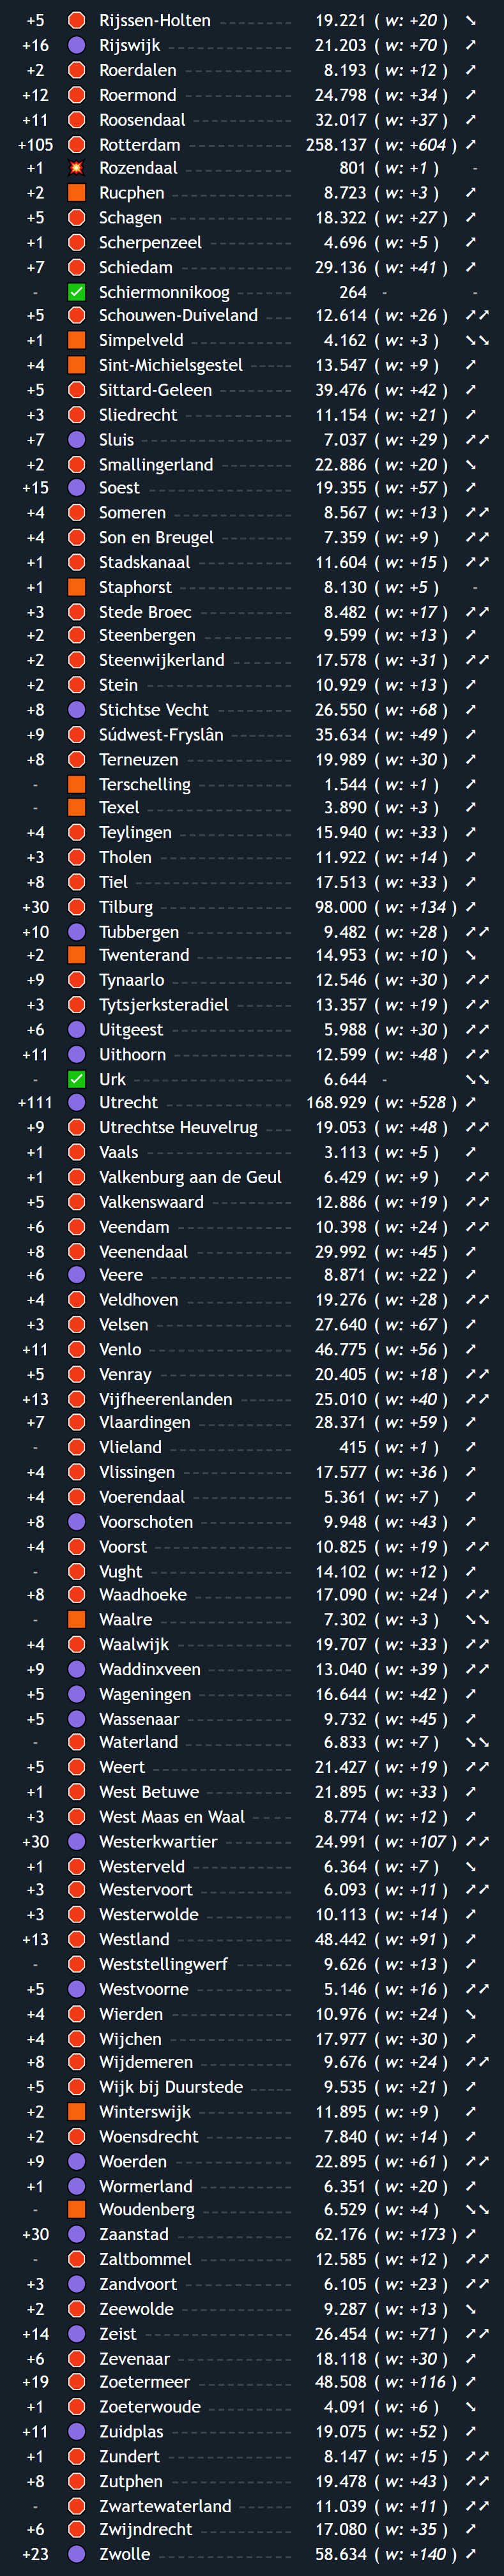 +5 Rijssen-Holten 19.221 ( w: +20 ) ↘
+16 Rijswijk 21.203 ( w: +70 ) ↗
+2 Roerdalen 8.193 ( w: +12 ) ↗
+12 Roermond 24.798 ( w: +34 ) ↗
+11 Roosendaal 32.017 ( w: +37 ) ↗
+105 Rotterdam 258.137 ( w: +604 ) ↗
+1 Rozendaal 801 ( w: +1 ) -
+2 Rucphen 8.723 ( w: +3 ) ↗
+5 Schagen 18.322 ( w: +27 ) ↗
+1 Scherpenzeel 4.696 ( w: +5 ) ↗
+7 Schiedam 29.136 ( w: +41 ) ↗
- Schiermonnikoog 264 - -
+5 Schouwen-Duiveland 12.614 ( w: +26 ) ↗↗
+1 Simpelveld 4.162 ( w: +3 ) ↘↘
+4 Sint-Michielsgestel 13.547 ( w: +9 ) ↗
+5 Sittard-Geleen 39.476 ( w: +42 ) ↗
+3 Sliedrecht 11.154 ( w: +21 ) ↗
+7 Sluis 7.037 ( w: +29 ) ↗↗
+2 Smallingerland 22.886 ( w: +20 ) ↘
+15 Soest 19.355 ( w: +57 ) ↗
+4 Someren 8.567 ( w: +13 ) ↗↗
+4 Son en Breugel 7.359 ( w: +9 ) ↗↗
+1 Stadskanaal 11.604 ( w: +15 ) ↗↗
+1 Staphorst 8.130 ( w: +5 ) -
+3 Stede Broec 8.482 ( w: +17 ) ↗↗
+2 Steenbergen 9.599 ( w: +13 ) ↗
+2 Steenwijkerland 17.578 ( w: +31 ) ↗↗
+2 Stein 10.929 ( w: +13 ) ↗
+8 Stichtse Vecht 26.550 ( w: +68 ) ↗
+9 Súdwest-Fryslân 35.634 ( w: +49 ) ↗
+8 Terneuzen 19.989 ( w: +30 ) ↗
- Terschelling 1.544 ( w: +1 ) ↗
- Texel 3.890 ( w: +3 ) ↗
+4 Teylingen 15.940 ( w: +33 ) ↗
+3 Tholen 11.922 ( w: +14 ) ↗
+8 Tiel 17.513 ( w: +33 ) ↗
+30 Tilburg 98.000 ( w: +134 ) ↗
+10 Tubbergen 9.482 ( w: +28 ) ↗↗
+2 Twenterand 14.953 ( w: +10 ) ↘
+9 Tynaarlo 12.546 ( w: +30 ) ↗↗
+3 Tytsjerksteradiel 13.357 ( w: +19 ) ↗↗
+6 Uitgeest 5.988 ( w: +30 ) ↗↗
+11 Uithoorn 12.599 ( w: +48 ) ↗↗
- Urk 6.644 - ↘↘
+111 Utrecht 168.929 ( w: +528 ) ↗
+9 Utrechtse Heuvelrug 19.053 ( w: +48 ) ↗↗
+1 Vaals 3.113 ( w: +5 ) ↗
+1 Valkenburg aan de Geul 6.429 ( w: +9 ) ↗↗
+5 Valkenswaard 12.886 ( w: +19 ) ↗↗
+6 Veendam 10.398 ( w: +24 ) ↗↗
+8 Veenendaal 29.992 ( w: +45 ) ↗
+6 Veere 8.871 ( w: +22 ) ↗
+4 Veldhoven 19.276 ( w: +28 ) ↗↗
+3 Velsen 27.640 ( w: +67 ) ↗
+11 Venlo 46.775 ( w: +56 ) ↗
+5 Venray 20.405 ( w: +18 ) ↗↗
+13 Vijfheerenlanden 25.010 ( w: +40 ) ↗↗
+7 Vlaardingen 28.371 ( w: +59 ) ↗
- Vlieland 415 ( w: +1 ) ↗
+4 Vlissingen 17.577 ( w: +36 ) ↗
+4 Voerendaal 5.361 ( w: +7 ) ↗
+8 Voorschoten 9.948 ( w: +43 ) ↗
+4 Voorst 10.825 ( w: +19 ) ↗↗
- Vught 14.102 ( w: +12 ) ↗
+8 Waadhoeke 17.090 ( w: +24 ) ↗↗
- Waalre 7.302 ( w: +3 ) ↘↘
+4 Waalwijk 19.707 ( w: +33 ) ↗↗
+9 Waddinxveen 13.040 ( w: +39 ) ↗↗
+5 Wageningen 16.644 ( w: +42 ) ↗
+5 Wassenaar 9.732 ( w: +45 ) ↗
- Waterland 6.833 ( w: +7 ) ↘↘
+5 Weert 21.427 ( w: +19 ) ↗↗
+1 West Betuwe 21.895 ( w: +33 ) ↗
+3 West Maas en Waal 8.774 ( w: +12 ) ↗
+30 Westerkwartier 24.991 ( w: +107 ) ↗↗
+1 Westerveld 6.364 ( w: +7 ) ↘
+3 Westervoort 6.093 ( w: +11 ) ↗↗
+3 Westerwolde 10.113 ( w: +14 ) ↗
+13 Westland 48.442 ( w: +91 ) ↗
- Weststellingwerf 9.626 ( w: +13 ) ↗
+5 Westvoorne 5.146 ( w: +16 ) ↗↗
+4 Wierden 10.976 ( w: +24 ) ↘
+4 Wijchen 17.977 ( w: +30 ) ↗
+8 Wijdemeren 9.676 ( w: +24 ) ↗↗
+5 Wijk bij Duurstede 9.535 ( w: +21 ) ↗
+2 Winterswijk 11.895 ( w: +9 ) ↗
+2 Woensdrecht 7.840 ( w: +14 ) ↗
+9 Woerden 22.895 ( w: +61 ) ↗↗
+1 Wormerland 6.351 ( w: +20 ) ↗
- Woudenberg 6.529 ( w: +4 ) ↘↘
+30 Zaanstad 62.176 ( w: +173 ) ↗
- Zaltbommel 12.585 ( w: +12 ) ↗↗
+3 Zandvoort 6.105 ( w: +23 ) ↗↗
+2 Zeewolde 9.287 ( w: +13 ) ↘
+14 Zeist 26.454 ( w: +71 ) ↗↗
+6 Zevenaar 18.118 ( w: +30 ) ↗
+19 Zoetermeer 48.508 ( w: +116 ) ↗
+1 Zoeterwoude 4.091 ( w: +6 ) ↘
+11 Zuidplas 19.075 ( w: +52 ) ↗
+1 Zundert 8.147 ( w: +15 ) ↗↗
+8 Zutphen 19.478 ( w: +43 ) ↗↗
- Zwartewaterland 11.039 ( w: +11 ) ↗↗
+6 Zwijndrecht 17.080 ( w: +35 ) ↗
+23 Zwolle 58.634 ( w: +140 ) ↗